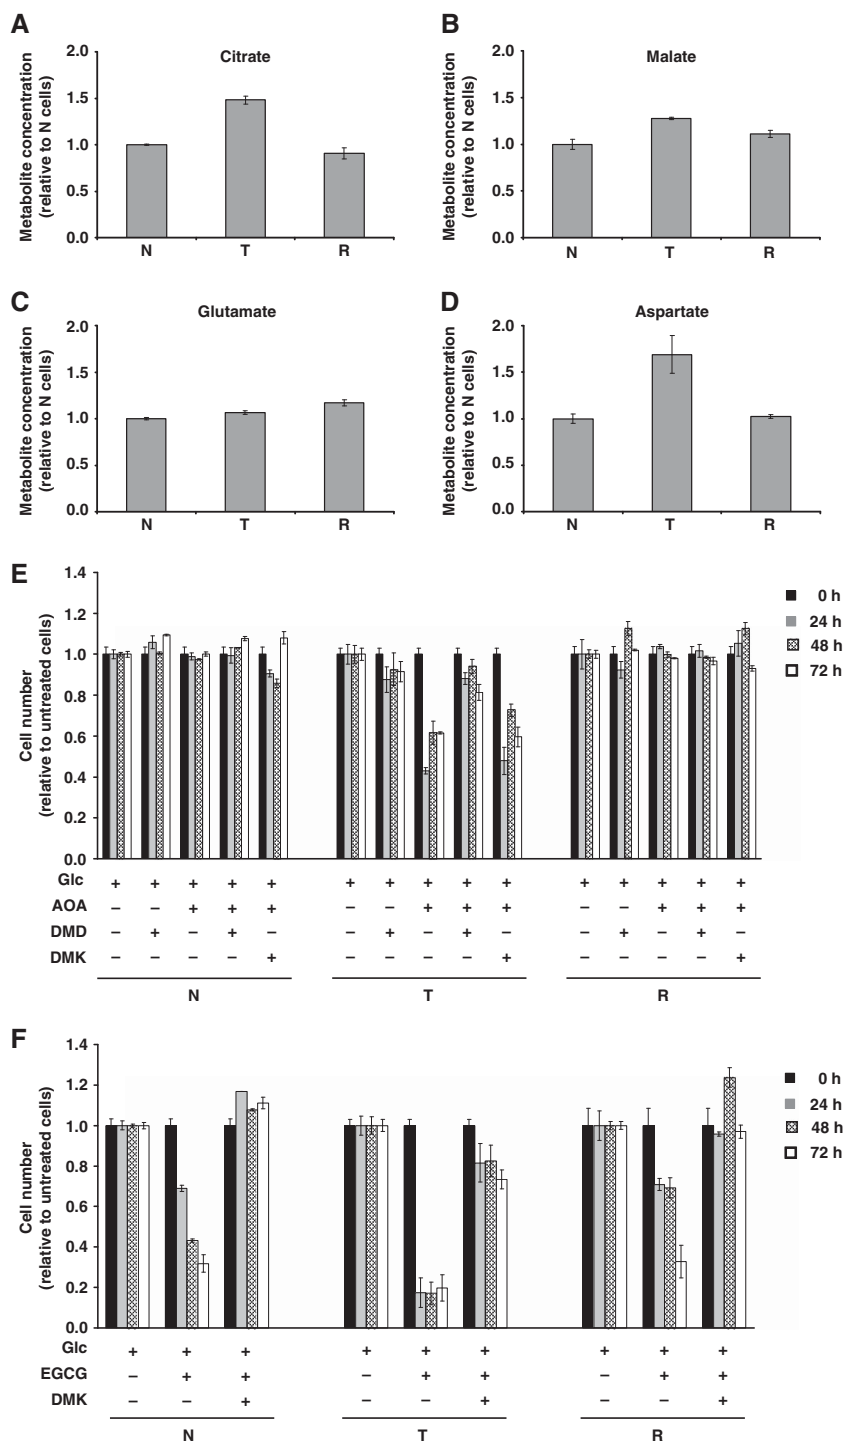 A
Citrate
Metabolite concentration
(relative to N cells)
2.0
1.5
1.0
0.5
0.0
N T R
B
Malate
Metabolite concentration
(relative to N cells)
2.0
1.5
1.0
0.5
0.0
N T R
C
Glutamate
Metabolite concentration
(relative to N cells)
2.0
1.5
1.0
0.5
0.0
N T R
D
Aspartate
Metabolite concentration
(relative to N cells)
2.0
1.5
1.0
0.5
0.0
N T R
E
Cell number
(relative to untreated cells)
1.4
1.2
1.0
0.8
0.6
0.4
0.2
0.0
0 h
24 h
48 h
72 h
Glc + + + + + + + + + + + + + + +
AOA – – + + + – – + + + – – + + +
DMD – + – + – – + – + – – + – + –
DMK – – – – + – – – – + – – – – +
N T R
F
Cell number
(relative to untreated cells)
1.4
1.2
1.0
0.8
0.6
0.4
0.2
0.0
0 h
24 h
48 h
72 h
Glc + + + + + + + + +
EGCG – + + – + + – + +
DMK – – + – – + – – +
N T R